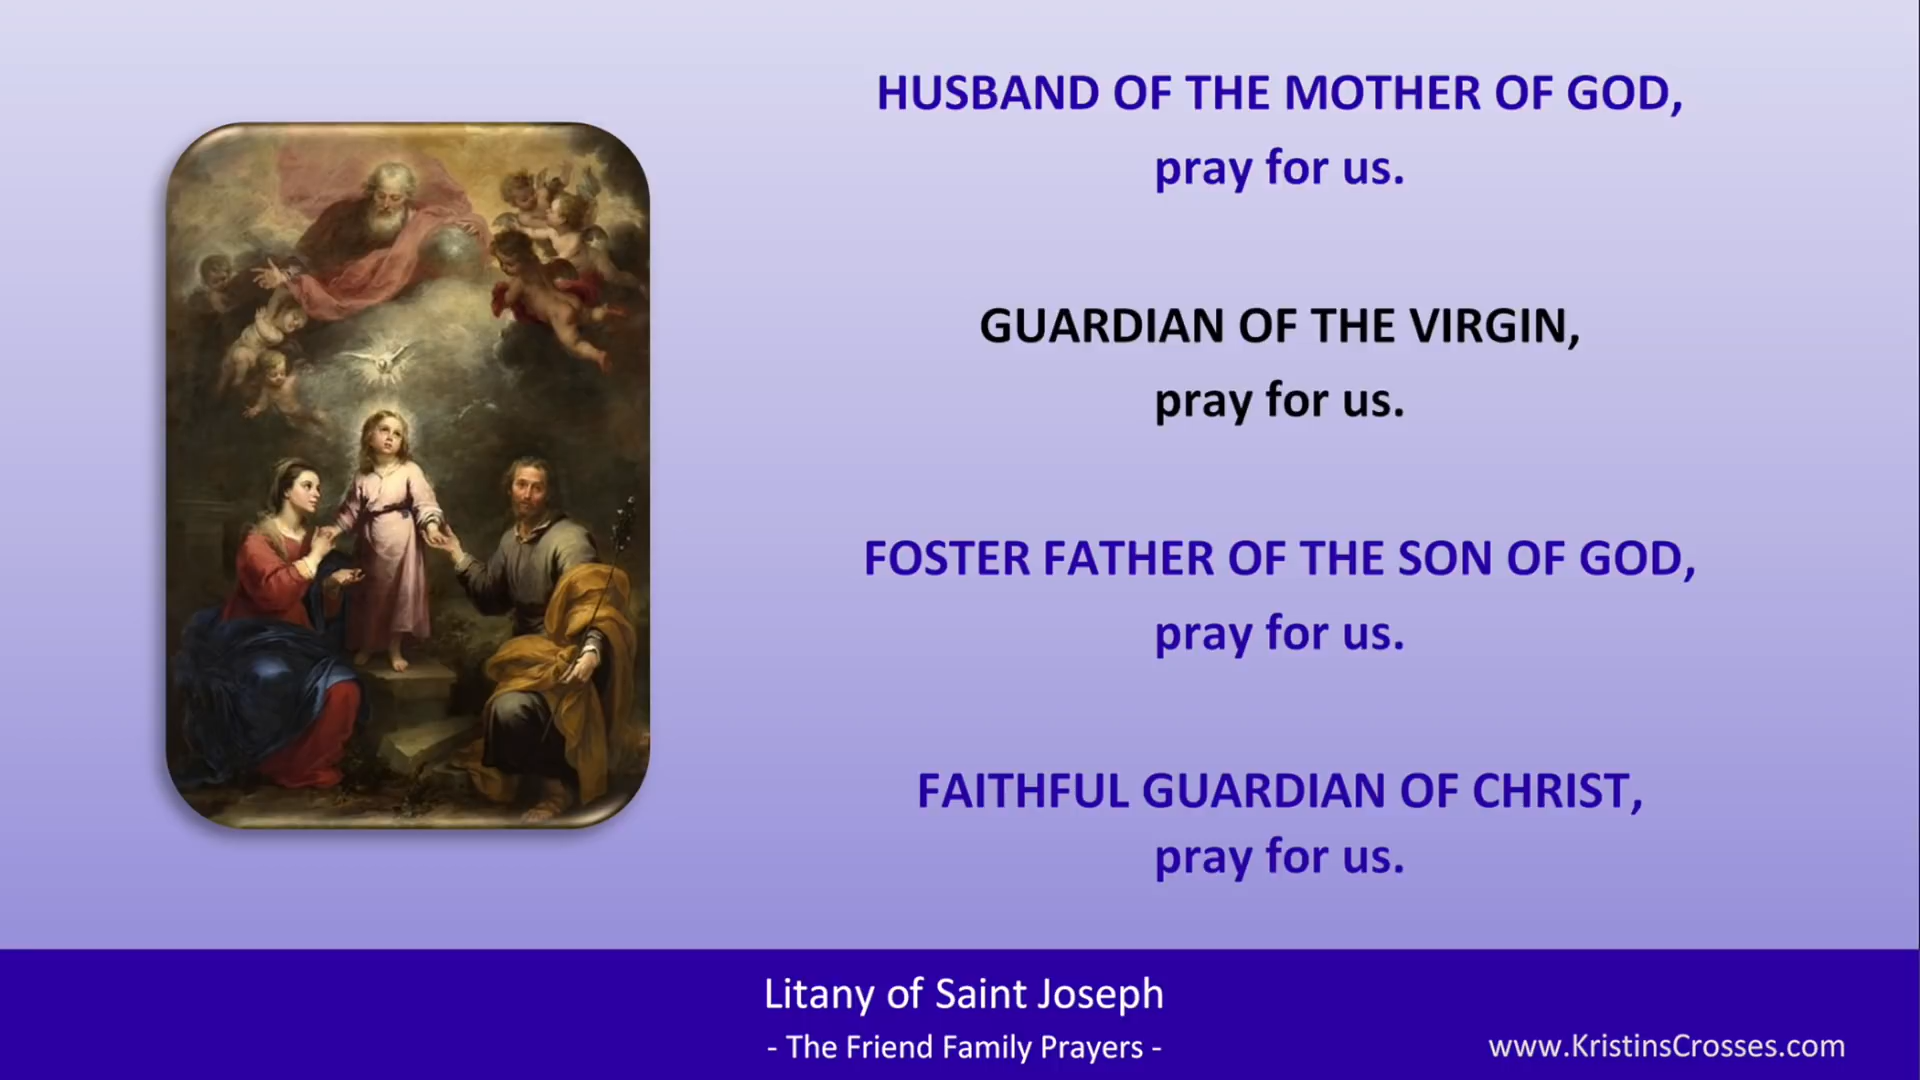 HUSBAND OF THE MOTHER OF GOD,
pray for us.
GUARDIAN OF THE VIRGIN,
pray for us.
FOSTER FATHER OF THE SON OF GOD,
pray for us.
FAITHFUL GUARDIAN OF CHRIST,
pray for us.
Litany of Saint Joseph
- The Friend Family Prayers -
www.KristinsCrosses.com